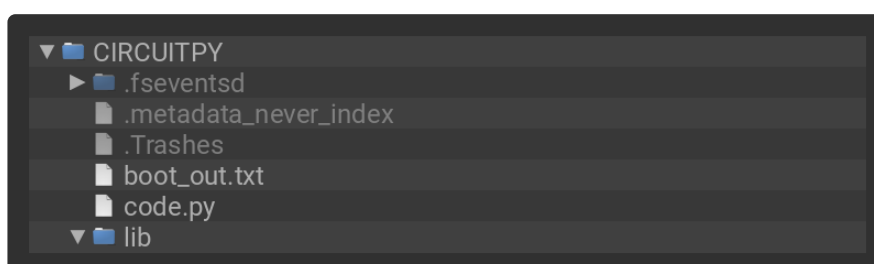 CIRCUITPY
.fseventsd
.metadata_never_index
.Trashes
boot_out.txt
code.py
lib